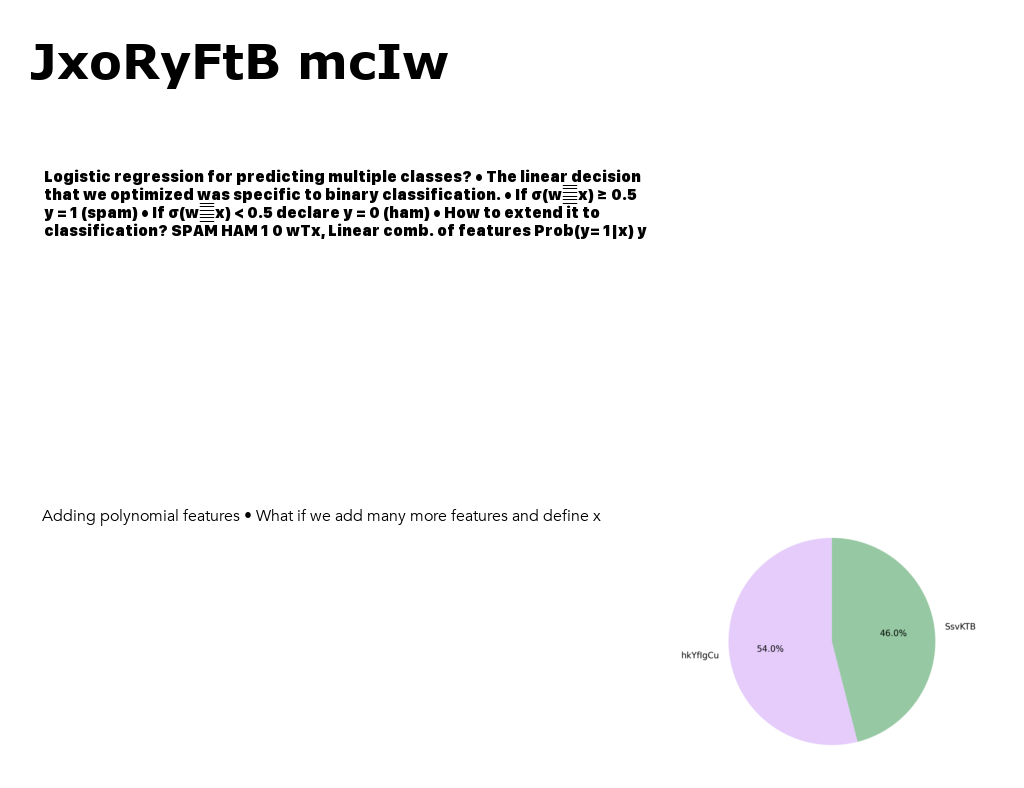 JxoRyFtB mcIw
Logistic regression for predicting multiple classes? • The linear decision
that we optimized was specific to binary classification. • If σ(w x) ≥ 0.5
y = 1 (spam) • If σ(w x) < 0.5 declare y = 0 (ham) • How to extend it to
classification? SPAM HAM 1 0 wTx, Linear comb. of features Prob(y= 1|x) y
Adding polynomial features • What if we add many more features and define x
46.0%
SsvKTB
54.0%
hkYfIgCu